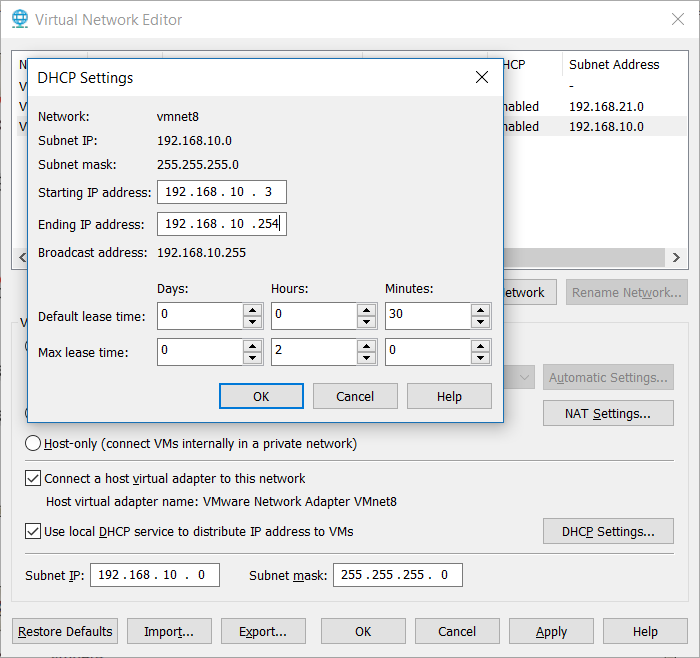 Virtual Network Editor
DHCP Subnet Address
-
Enabled 192.168.21.0
Enabled 192.168.10.0
DHCP Settings
Network: vmnet8
Subnet IP: 192.168.10.0
Subnet mask: 255.255.255.0
Starting IP address: 192 . 168 . 10 . 3
Ending IP address: 192 . 168 . 10 . 254
Broadcast address: 192.168.10.255
Days: Hours: Minutes:
Default lease time: 0 0 30
Max lease time: 0 2 0
OK Cancel Help
Rename Network...
Automatic Settings...
NAT Settings...
Host-only (connect VMs internally in a private network)
Connect a host virtual adapter to this network
Host virtual adapter name: VMware Network Adapter VMnet8
Use local DHCP service to distribute IP address to VMs
DHCP Settings...
Subnet IP: 192 . 168 . 10 . 0 Subnet mask: 255 . 255 . 255 . 0
Restore Defaults Import... Export... OK Cancel Apply Help